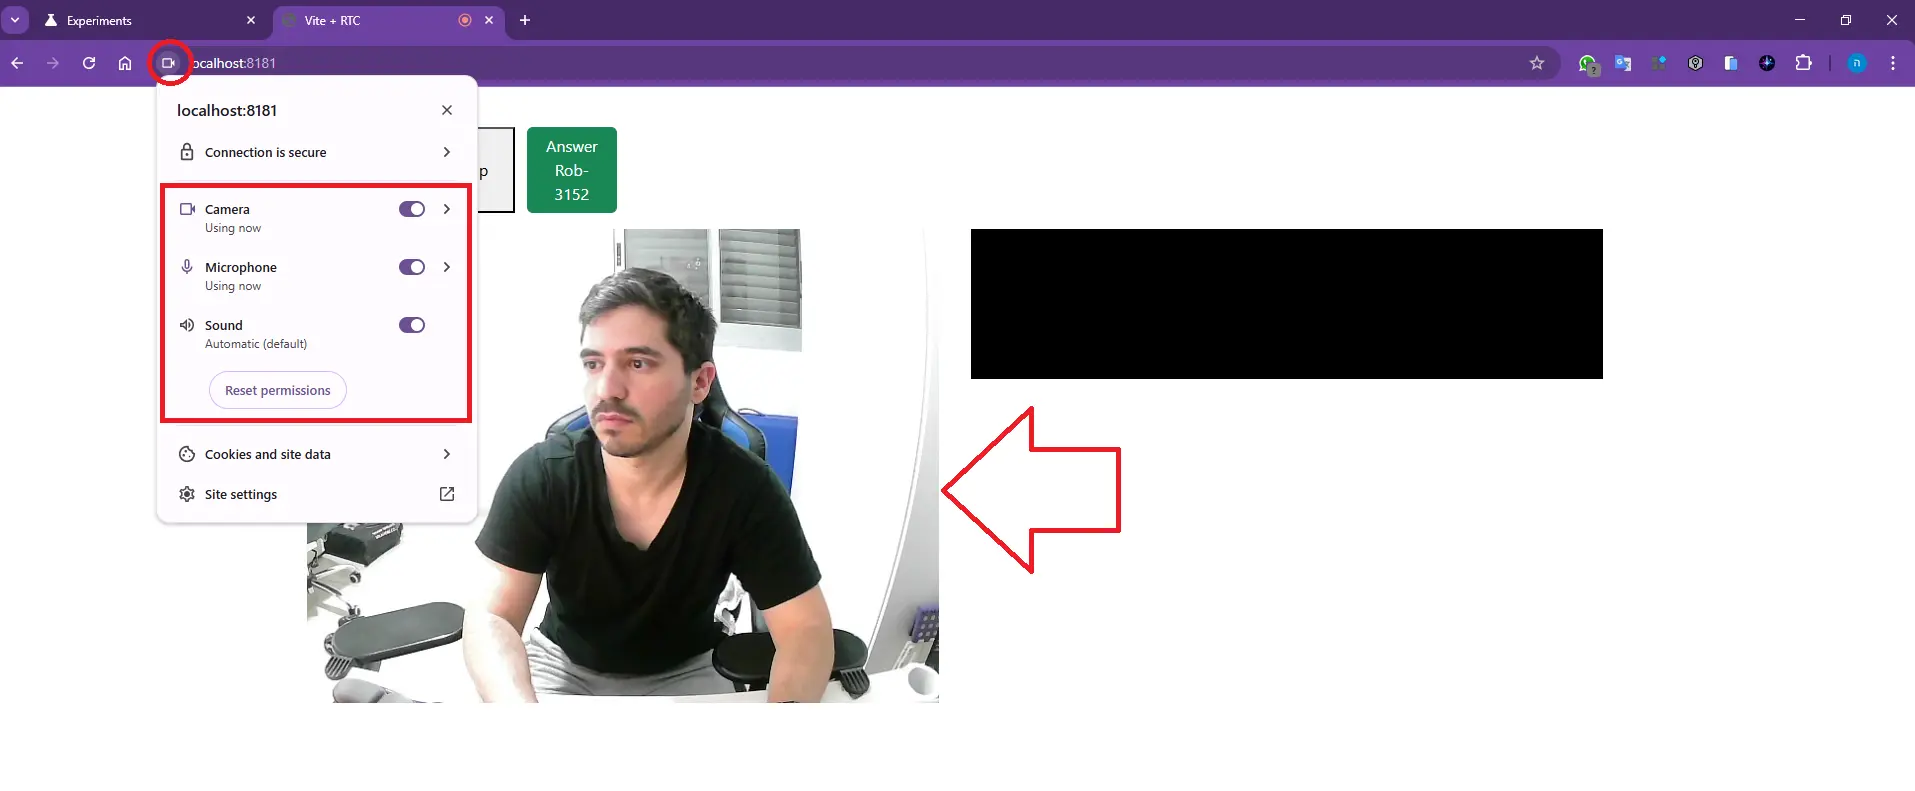 Experiments
Vite + RTC
localhost:8181
localhost:8181
Connection is secure
p
Answer
Rob-
3152
Camera
Using now
Microphone
Using now
Sound
Automatic (default)
Reset permissions
Cookies and site data
Site settings